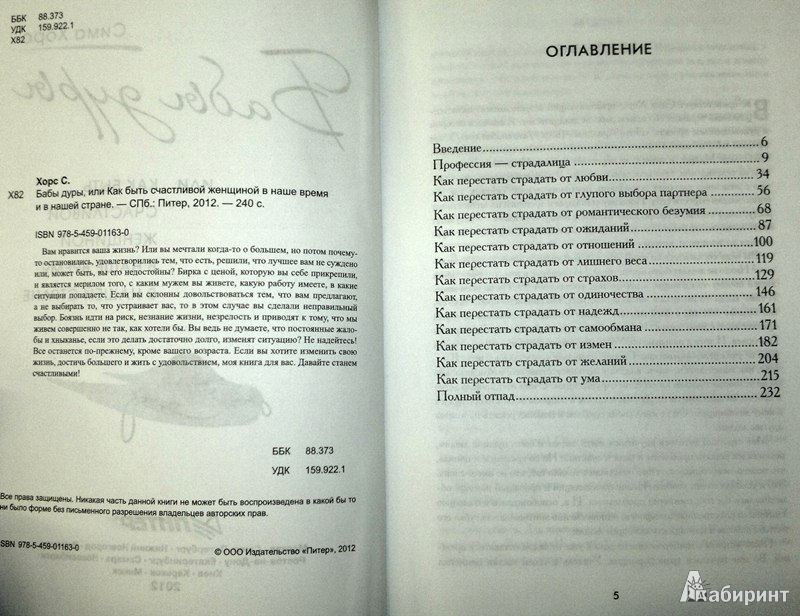 ББК 88.373
УДК 159.922.1
Х82
Хорс С.
Х82 Бабы дуры, или Как быть счастливой женщиной в наше время
и в нашей стране. — СПб.: Питер, 2012. — 240 с.
ISBN 978-5-459-01163-0
Вам нравится ваша жизнь? Или вы мечтали когда-то о большем, но потом почему-
то остановились, удовлетворились тем, что есть, решили, что лучшее вам не суждено
или, может быть, вы его недостойны? Бирка с ценой, которую вы себе прикрепили,
и является мерилом того, с каким мужем вы живете, какую работу имеете, в какие
ситуации попадаете. Если вы склонны довольствоваться тем, что вам предлагают,
а не выбирать то, что устраивает вас, то в этом случае вы сделали неправильный
выбор. Боязнь идти на риск, незнание жизни, незрелость и приводят к тому, что мы
живем совершенно не так, как хотели бы. Вы ведь не думаете, что постоянные жало-
бы и хныканье, если это делать достаточно долго, изменят ситуацию? Не надейтесь!
Все останется по-прежнему, кроме вашего возраста. Если вы хотите изменить свою
жизнь, достичь большего и жить с удовольствием, моя книга для вас. Давайте станем
счастливыми!
ББК 88.373
УДК 159.922.1
Все права защищены. Никакая часть данной книги не может быть воспроизведена в какой бы то
ни было форме без письменного разрешения владельцев авторских прав.
ISBN 978-5-459-01163-0
© ООО Издательство «Питер», 2012
ОГЛАВЛЕНИЕ
Введение 6
Профессия — страдалица 9
Как перестать страдать от любви 34
Как перестать страдать от глупого выбора партнера 56
Как перестать страдать от романтического безумия 68
Как перестать страдать от ожиданий 87
Как перестать страдать от отношений 100
Как перестать страдать от лишнего веса 119
Как перестать страдать от страхов 129
Как перестать страдать от одиночества 146
Как перестать страдать от надежд 161
Как перестать страдать от самообмана 171
Как перестать страдать от измен 182
Как перестать страдать от желаний 204
Как перестать страдать от ума 215
Полный отпад 232
5
Лабиринт